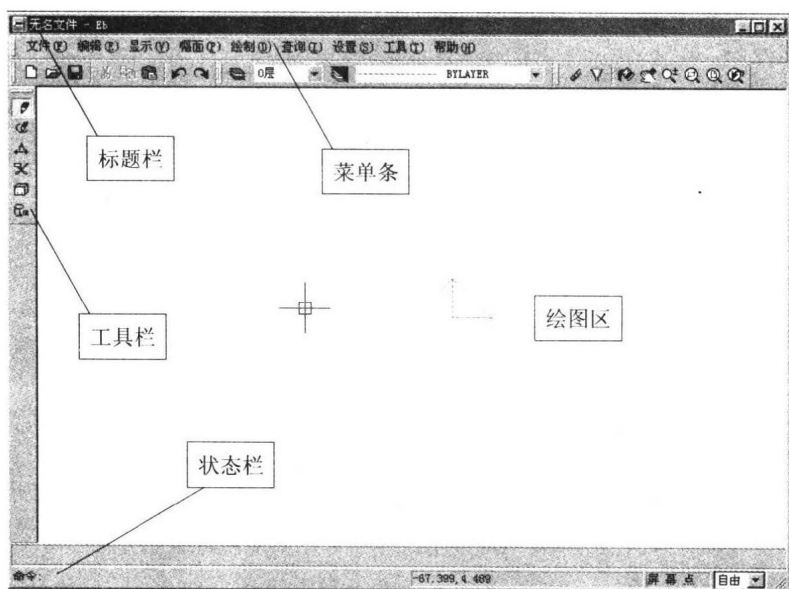 无名文件 - Eb
文件(F) 编辑(E) 显示(V) 幅面(P) 绘制(D) 查询(I) 设置(S) 工具(T) 帮助(H)
0层 BYLAYER
标题栏
菜单条
工具栏
绘图区
状态栏
命令: -67.399,4.469 屏幕点 自由